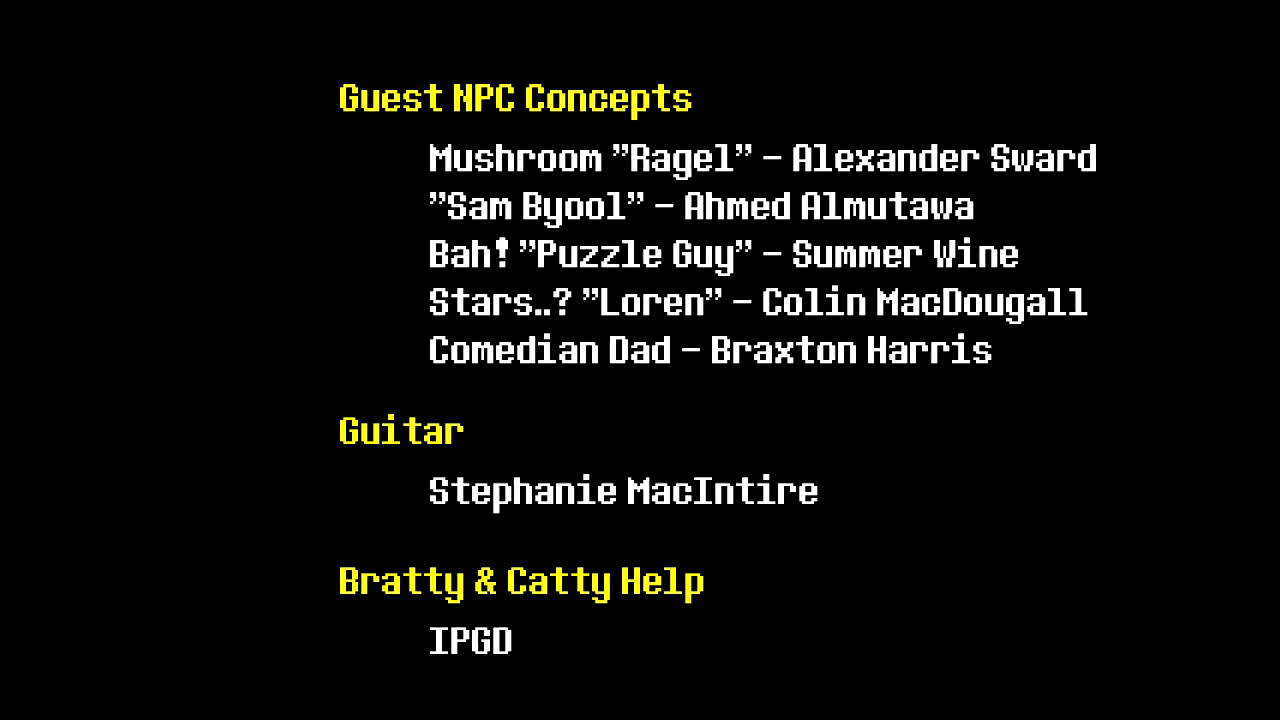 Guest NPC Concepts
Mushroom ”Ragel” – Alexander Sward
”Sam Byool” – Ahmed Almutawa
Bah! ”Puzzle Guy” – Summer Wine
Stars..? ”Loren” – Colin MacDougall
Comedian Dad – Braxton Harris
Guitar
Stephanie MacIntire
Bratty & Catty Help
IPGD